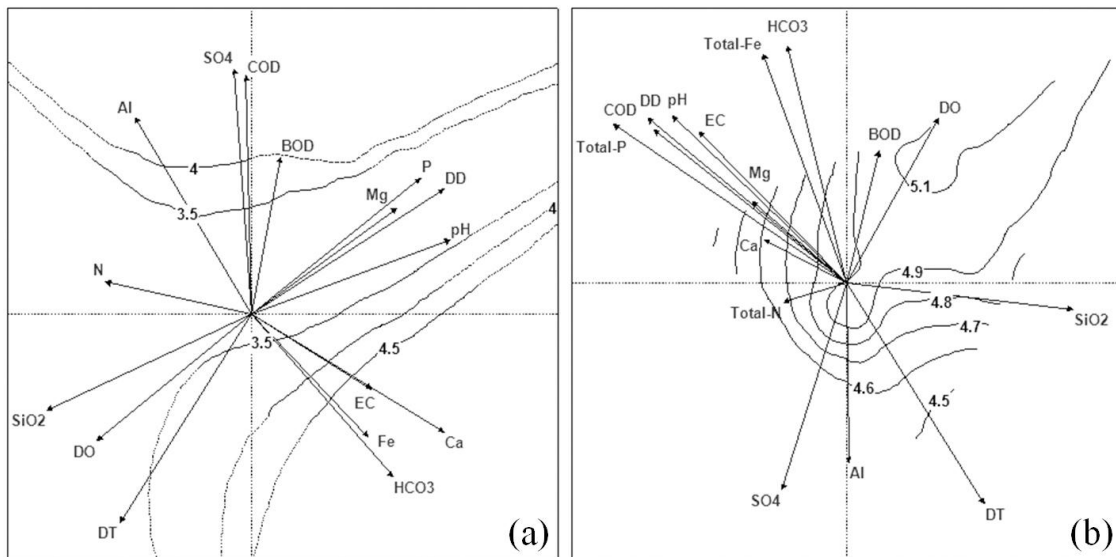 SO4
COD
Al
BOD
4
P
DD
Mg
3.5
4
pH
N
3.5
4.5
EC
SiO2
Fe
Ca
DO
HCO3
DT
(a)
HCO3
Total-Fe
DD
pH
COD
EC
DO
BOD
Total-P
5.1
Mg
Ca
4.9
4.8
Total-N
SiO2
4.7
4.6
4.5
Al
SO4
DT
(b)